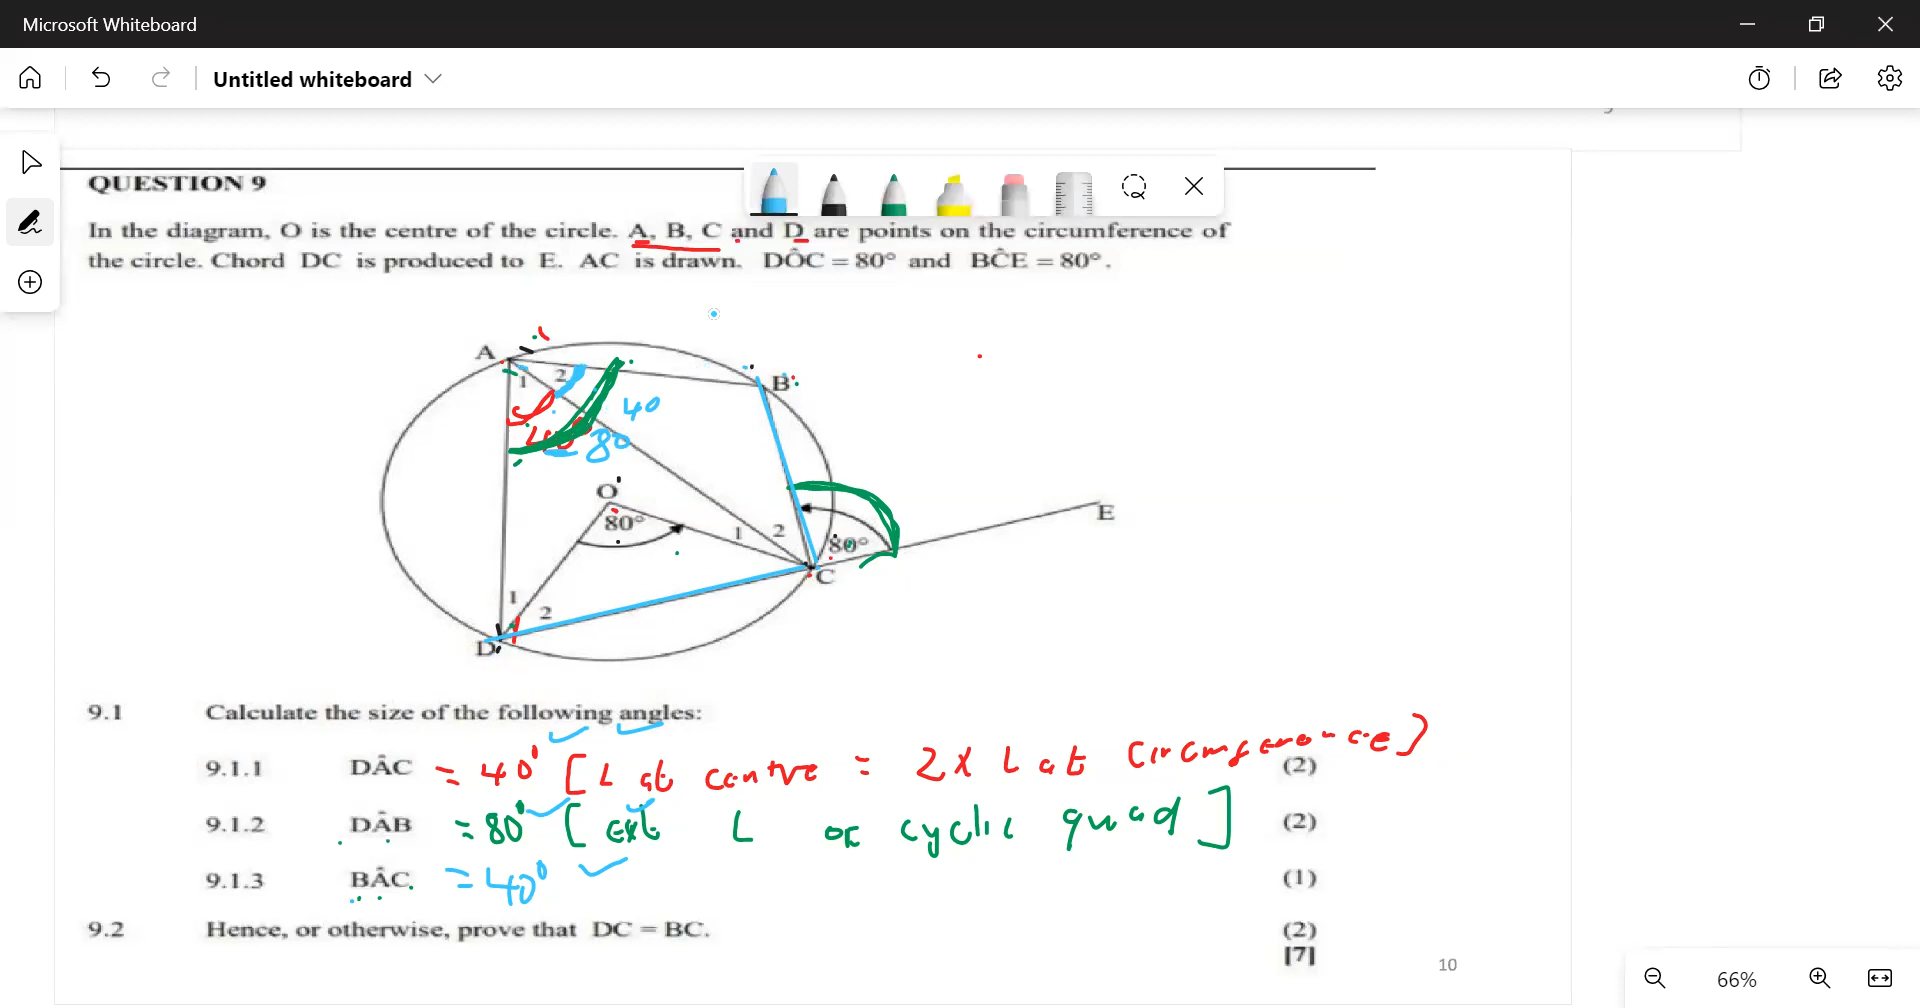 Microsoft Whiteboard
Untitled whiteboard
QUESTION 9
In the diagram, O is the centre of the circle. A, B, C and D are points on the circumference of
the circle. Chord DC is produced to E. AC is drawn. DÔC = 80° and BĈE = 80°.
A
1
2
B
40
40
80
O
80°
1
2
80°
E
C
1
2
D
9.1 Calculate the size of the following angles:
9.1.1 DÂC = 40° [L at centre = 2x L at circumference] (2)
9.1.2 DÂB = 80° [ext L of cyclic quad] (2)
9.1.3 BÂC = 40° (1)
9.2 Hence, or otherwise, prove that DC = BC. (2)
[7]
10
66%